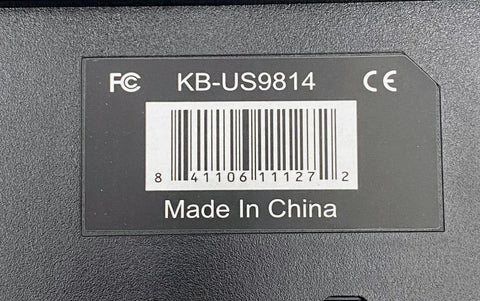 FC KB-US9814 CE
8 41106 11127 2
Made In China